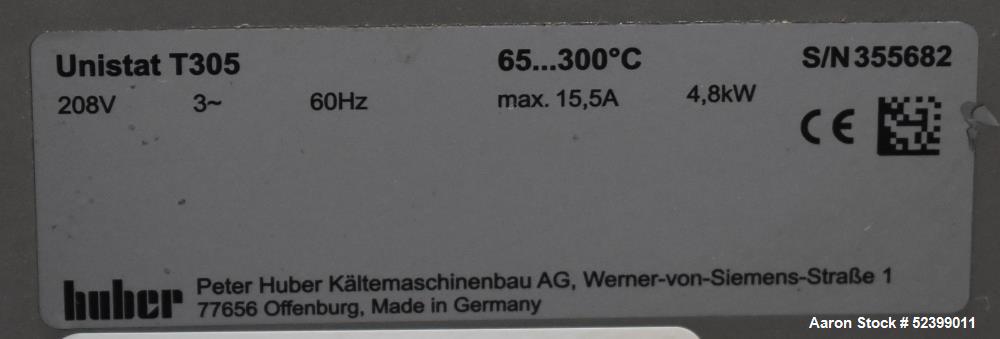 Unistat T305 65...300°C S/N 355682
208V 3~ 60Hz max. 15,5A 4,8kW
CE
huber Peter Huber Kältemaschinenbau AG, Werner-von-Siemens-Straße 1
77656 Offenburg, Made in Germany
Aaron Stock # 52399011